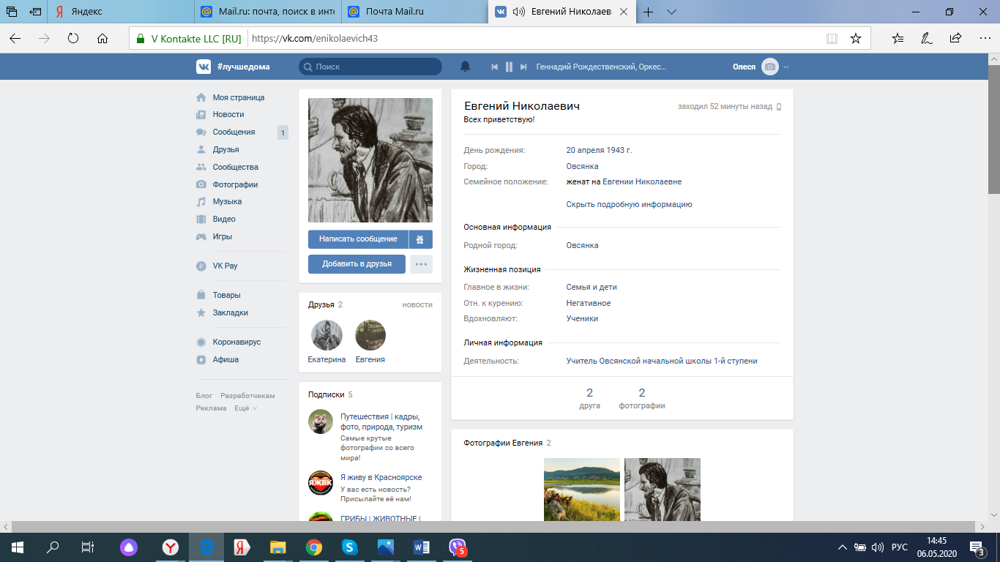 Яндекс
Mail.ru: почта, поиск в инте
Почта Mail.ru
Евгений Николаеви
V Kontakte LLC [RU]
https://vk.com/enikolaevich43
#лучшедома
Поиск
Геннадий Рождественский, Оркес...
Олеся
Моя страница
Новости
Сообщения 1
Друзья
Сообщества
Фотографии
Музыка
Видео
Игры
VK Pay
Товары
Закладки
Коронавирус
Афиша
Блог Разработчикам
Реклама Ещё
Написать сообщение
Добавить в друзья
Друзья 2 новости
Екатерина Евгения
Подписки 5
Путешествия | кадры,
фото, природа, туризм
Самые крутые
фотографии со всего
мира!
ЯЖВК
Я живу в Красноярске
У вас есть новость?
Присылайте её нам!
ГРИБЫ | ЖИВОТНЫЕ |
Евгений Николаевич
заходил 52 минуты назад
Всех приветствую!
День рождения: 20 апреля 1943 г.
Город: Овсянка
Семейное положение: женат на Евгении Николаевне
Скрыть подробную информацию
Основная информация
Родной город: Овсянка
Жизненная позиция
Главное в жизни: Семья и дети
Отн. к курению: Негативное
Вдохновляют: Ученики
Личная информация
Деятельность: Учитель Овсянской начальной школы 1-й ступени
2 2
друга фотографии
Фотографии Евгения 2
5
РУС
14:45
06.05.2020
3